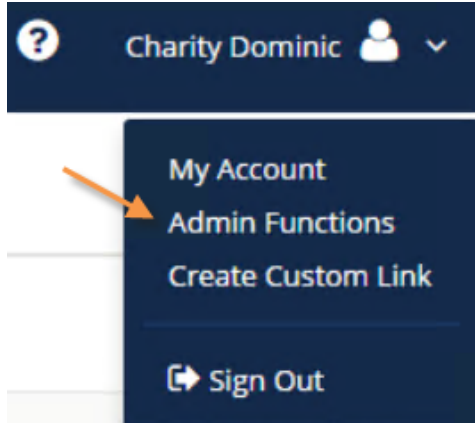 ?
Charity Dominic
My Account
Admin Functions
Create Custom Link
Sign Out